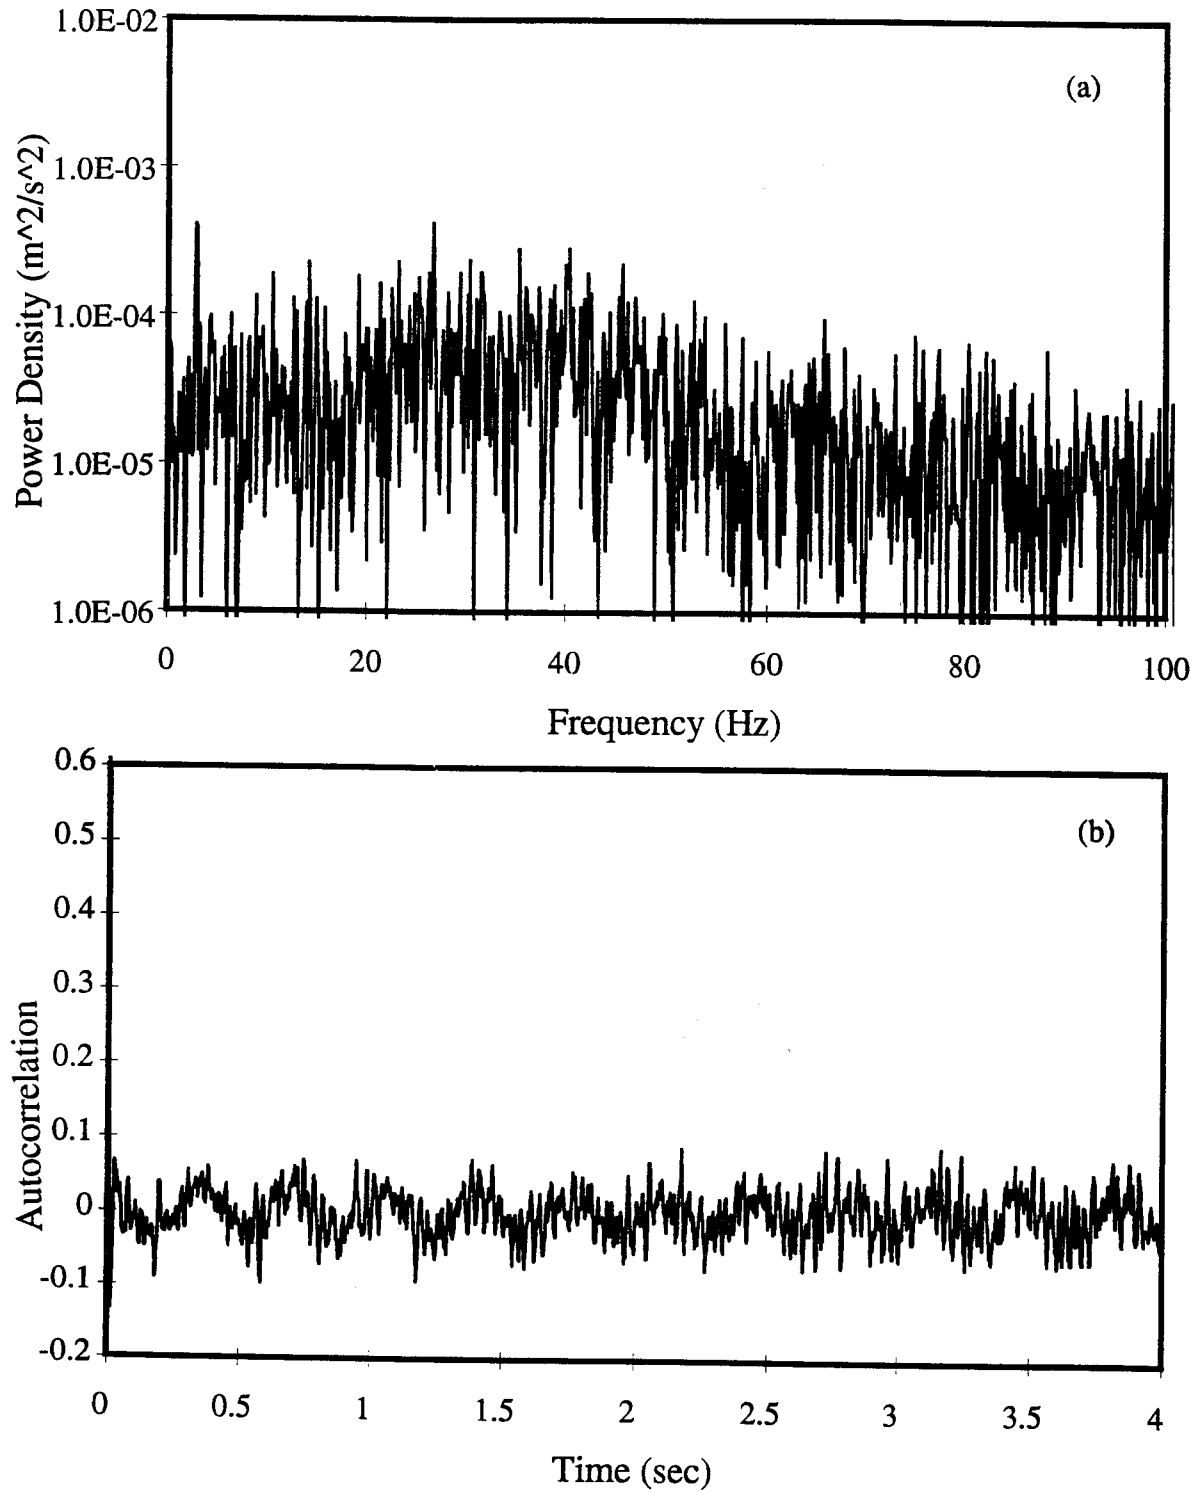 1.0E-02
(a)
1.0E-03
1.0E-04
1.0E-05
1.0E-06
Power Density (m^2/s^2)
0 20 40 60 80 100
Frequency (Hz)
0.6
(b)
0.5
0.4
0.3
0.2
0.1
0
-0.1
-0.2
Autocorrelation
0 0.5 1 1.5 2 2.5 3 3.5 4
Time (sec)